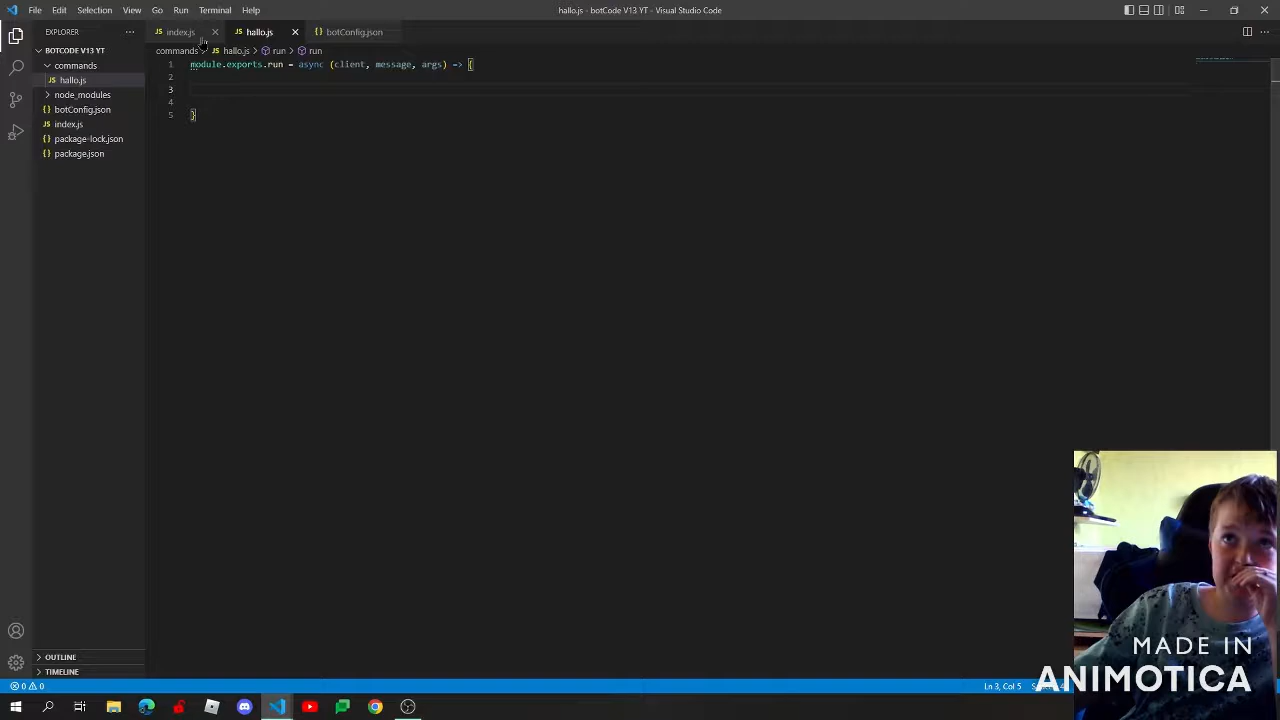 File Edit Selection View Go Run Terminal Help
hallo.js - botCode V13 YT - Visual Studio Code
EXPLORER
index.js
hallo.js
botConfig.json
BOTCODE V13 YT
commands
hallo.js
node_modules
botConfig.json
index.js
package-lock.json
package.json
OUTLINE
TIMELINE
commands > hallo.js > run > run
1 module.exports.run = async (client, message, args) => {
2
3
4
5 }
MADE IN
ANIMOTICA
0 0
Ln 3, Col 5